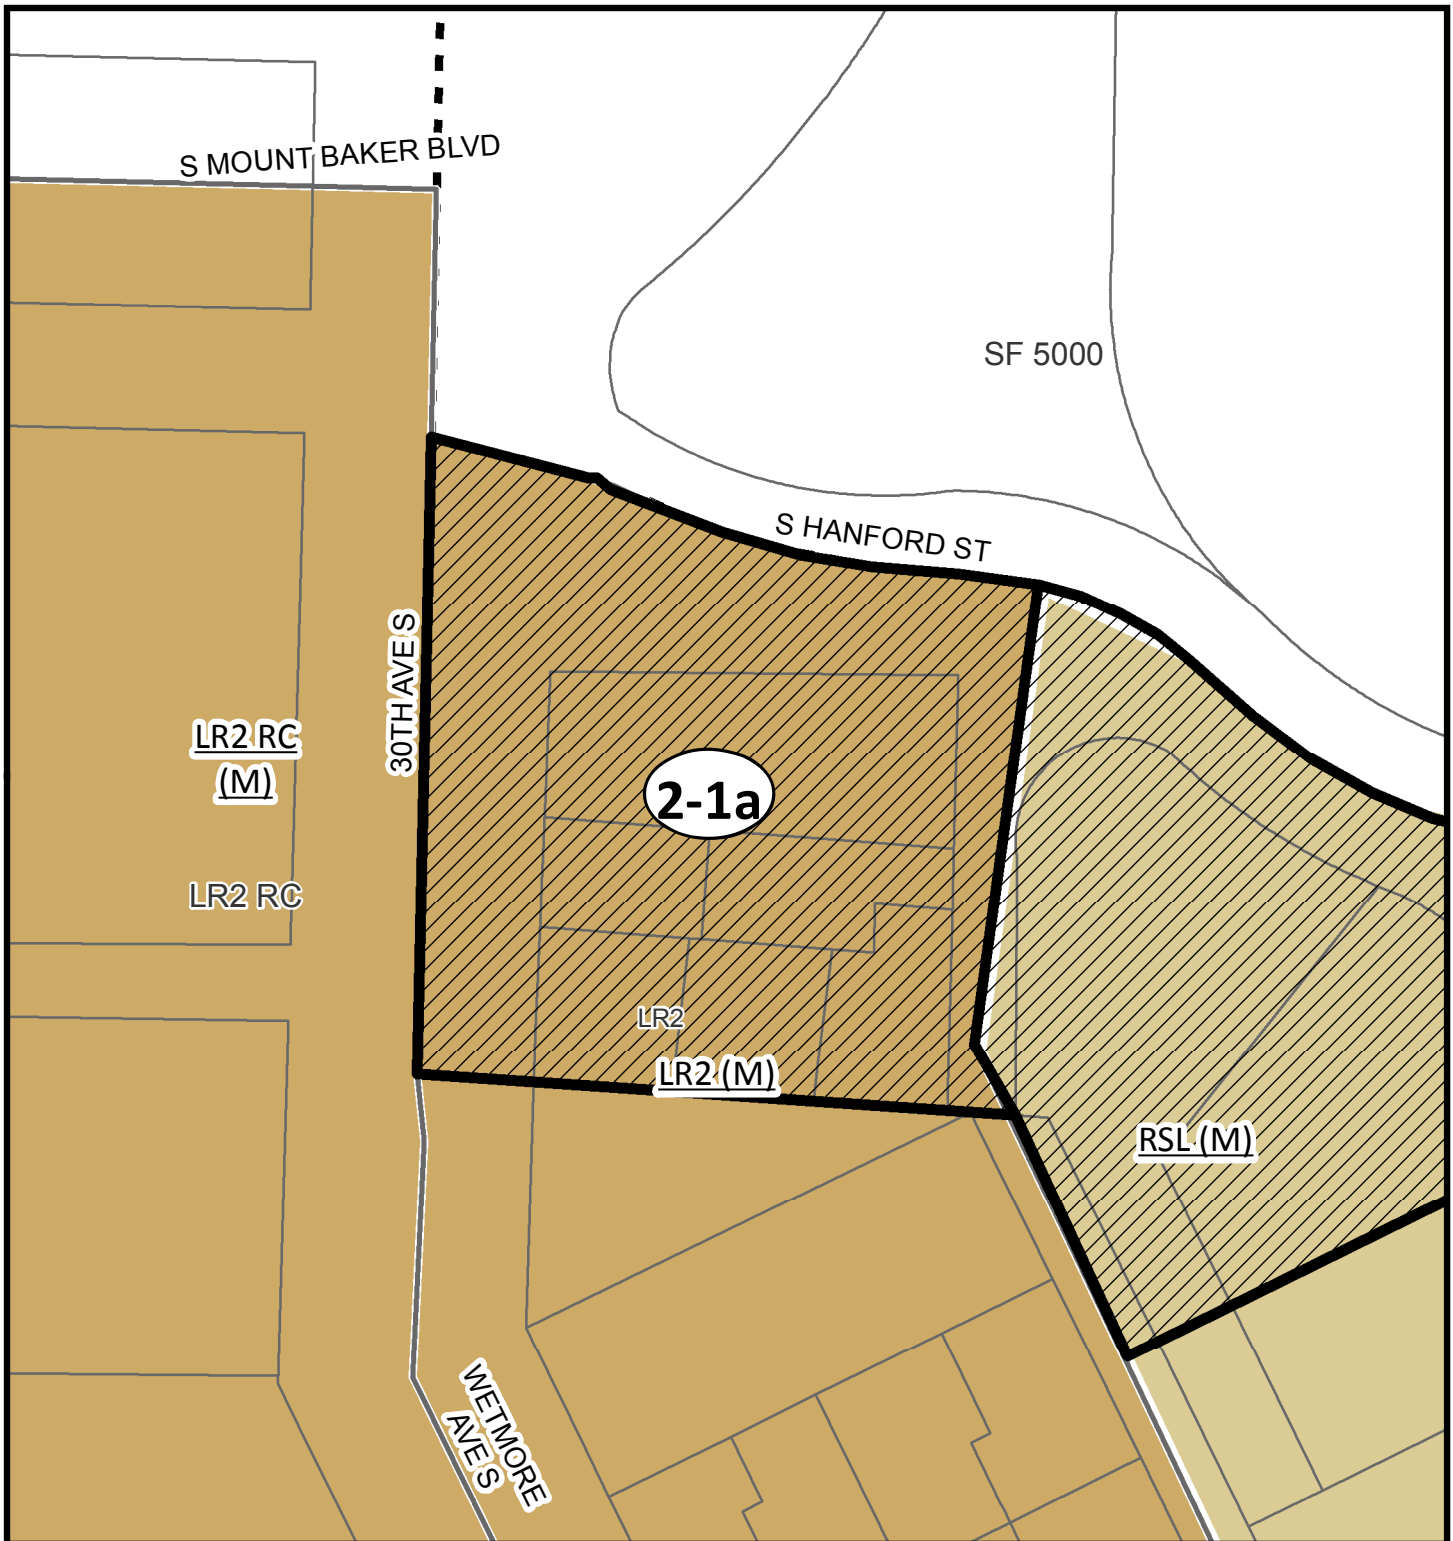 S MOUNT BAKER BLVD
SF 5000
S HANFORD ST
30TH AVE S
LR2 RC
(M)
2-1a
LR2 RC
LR2
LR2 (M)
RSL (M)
WETMORE
AVE S